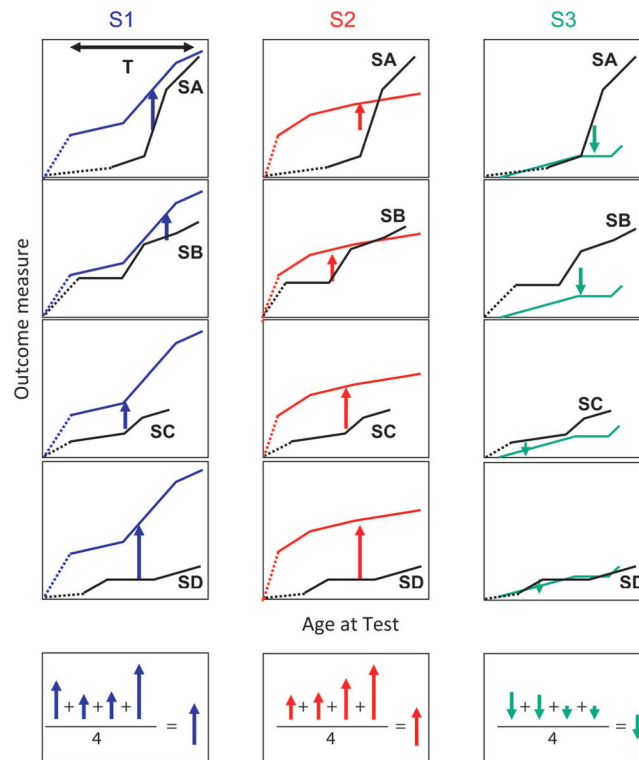 S1 S2 S3
T
SA SA SA
SB SB SB
SC SC
SD SD SD
Outcome measure
Age at Test
+ + + + + + + + +
4 = 4 = 4 =